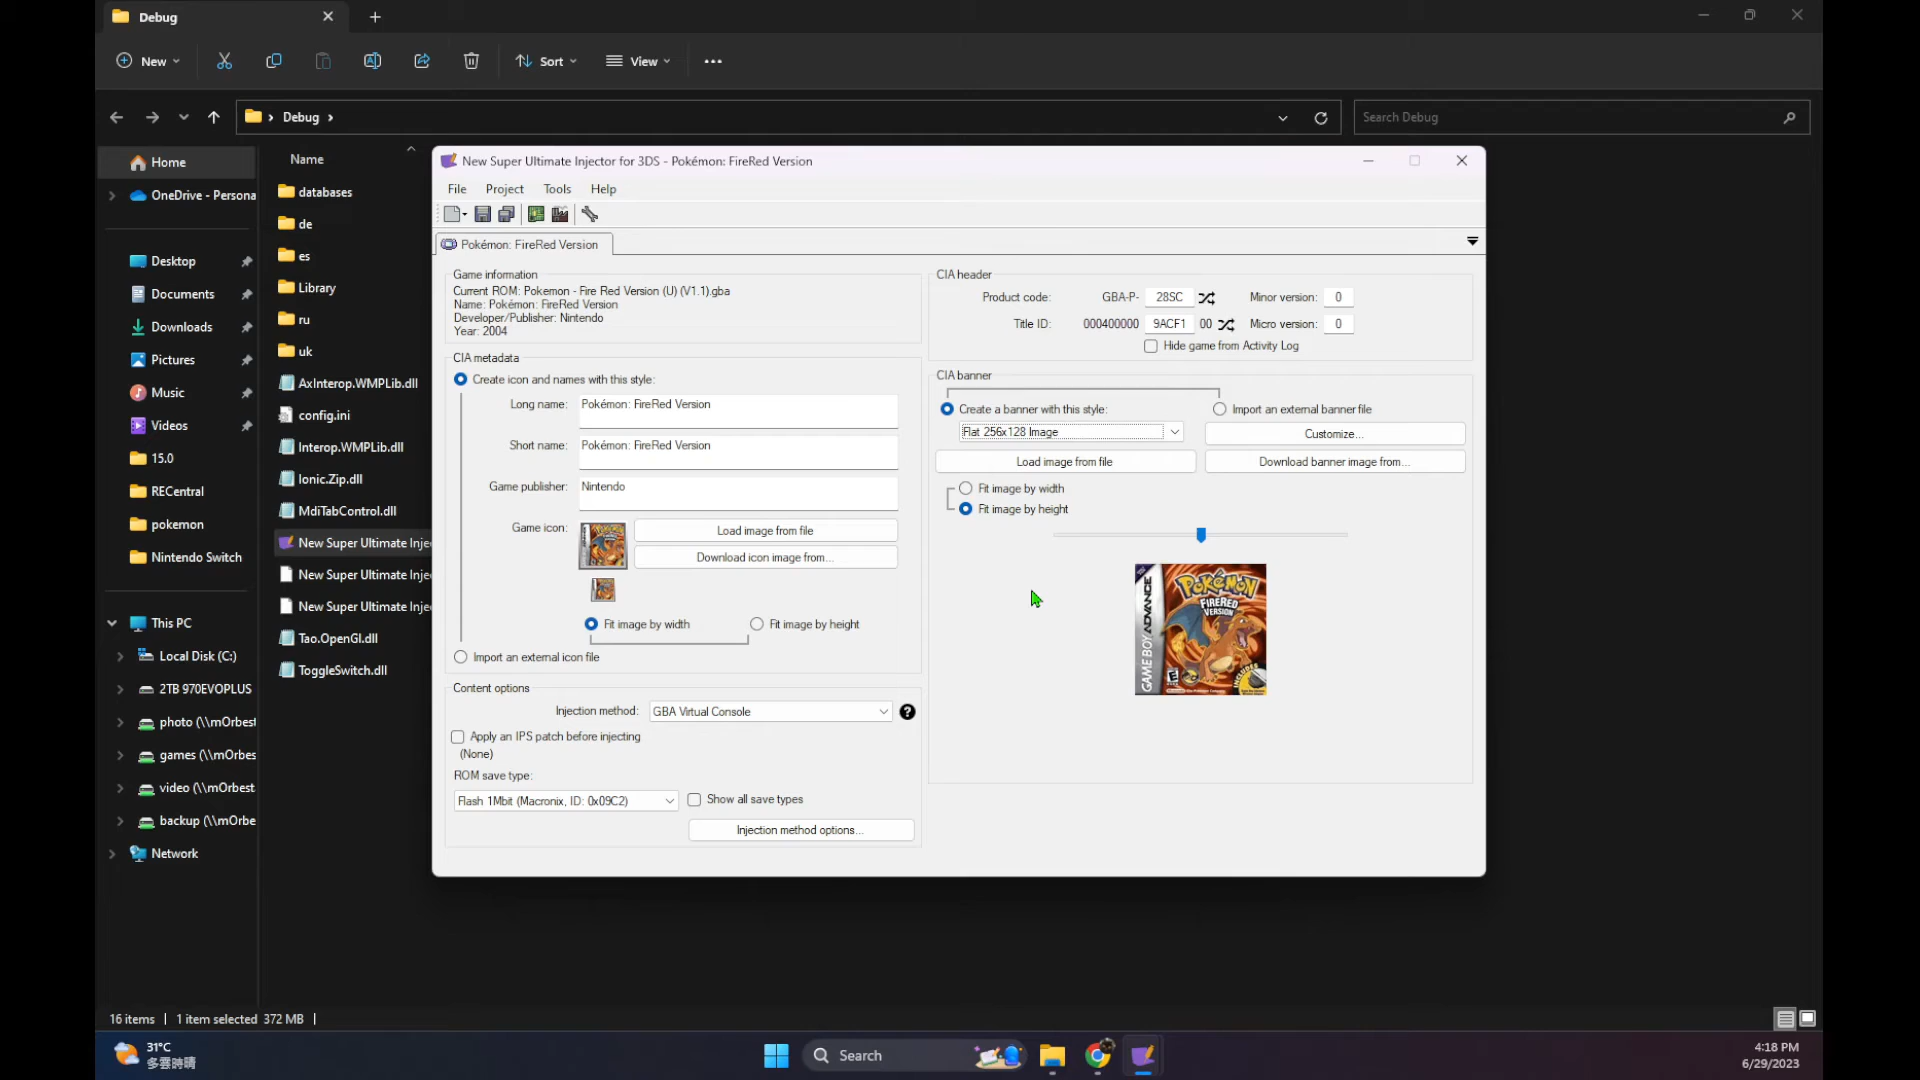 Debug
New
Sort
View
Debug
Search Debug
Home
OneDrive - Persona
Desktop
Documents
Downloads
Pictures
Music
Videos
15.0
RECentral
pokemon
Nintendo Switch
This PC
Local Disk (C:)
2TB 970EVOPLUS
photo (\\mOrbest
games (\\mOrbes
video (\\mOrbest
backup (\\mOrbe
Network
Name
databases
de
es
Library
ru
uk
AxInterop.WMPLib.dll
config.ini
Interop.WMPLib.dll
Ionic.Zip.dll
MdiTabControl.dll
New Super Ultimate Inje
New Super Ultimate Inje
New Super Ultimate Inje
Tao.OpenGl.dll
ToggleSwitch.dll
New Super Ultimate Injector for 3DS - Pokémon: FireRed Version
File Project Tools Help
Pokémon: FireRed Version
Game information
Current ROM: Pokemon - Fire Red Version (U) (V1.1).gba
Name: Pokémon: FireRed Version
Developer/Publisher: Nintendo
Year: 2004
CIA metadata
Create icon and names with this style:
Long name: Pokémon: FireRed Version
Short name: Pokémon: FireRed Version
Game publisher: Nintendo
Game icon: Load image from file
Download icon image from...
Fit image by width Fit image by height
Import an external icon file
Content options
Injection method: GBA Virtual Console
Apply an IPS patch before injecting
(None)
ROM save type:
Flash 1Mbit (Macronix, ID: 0x09C2) Show all save types
Injection method options...
CIA header
Product code: GBA-P- 28SC Minor version: 0
Title ID: 000400000 9ACF1 00 Micro version: 0
Hide game from Activity Log
CIA banner
Create a banner with this style: Import an external banner file
Flat 256x128 Image Customize...
Load image from file Download banner image from...
Fit image by width
Fit image by height
GAME BOY ADVANCE
POKéMON
FIRERED
VERSION
16 items 1 item selected 372 MB
31°C
多雲時晴
Search
4:18 PM
6/29/2023